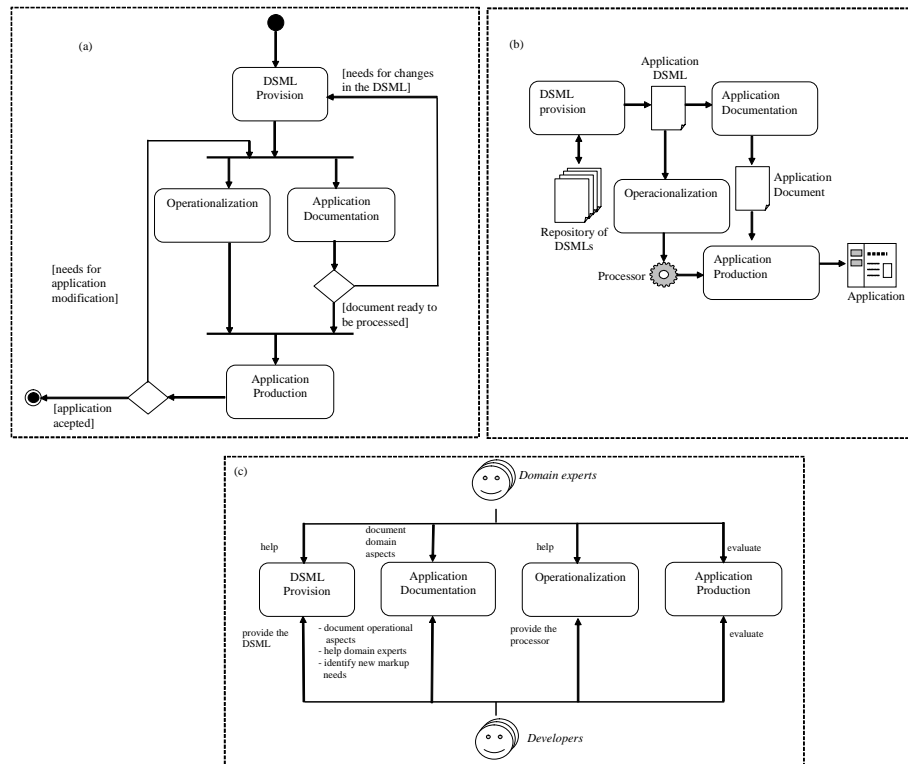 (a)
DSML
Provision
[needs for changes
in the DSML]
Operationalization
Application
Documentation
[needs for
application
modification]
[document ready to
be processed]
Application
Production
[application
acepted]
(b)
Application
DSML
DSML
provision
Application
Documentation
Operacionalization
Application
Document
Repository of
DSMLs
Processor
Application
Production
Application
(c)
Domain experts
help
document
domain
aspects
help
evaluate
DSML
Provision
Application
Documentation
Operationalization
Application
Production
provide the
DSML
- document operational
aspects
- help domain experts
- identify new markup
needs
provide the
processor
evaluate
Developers